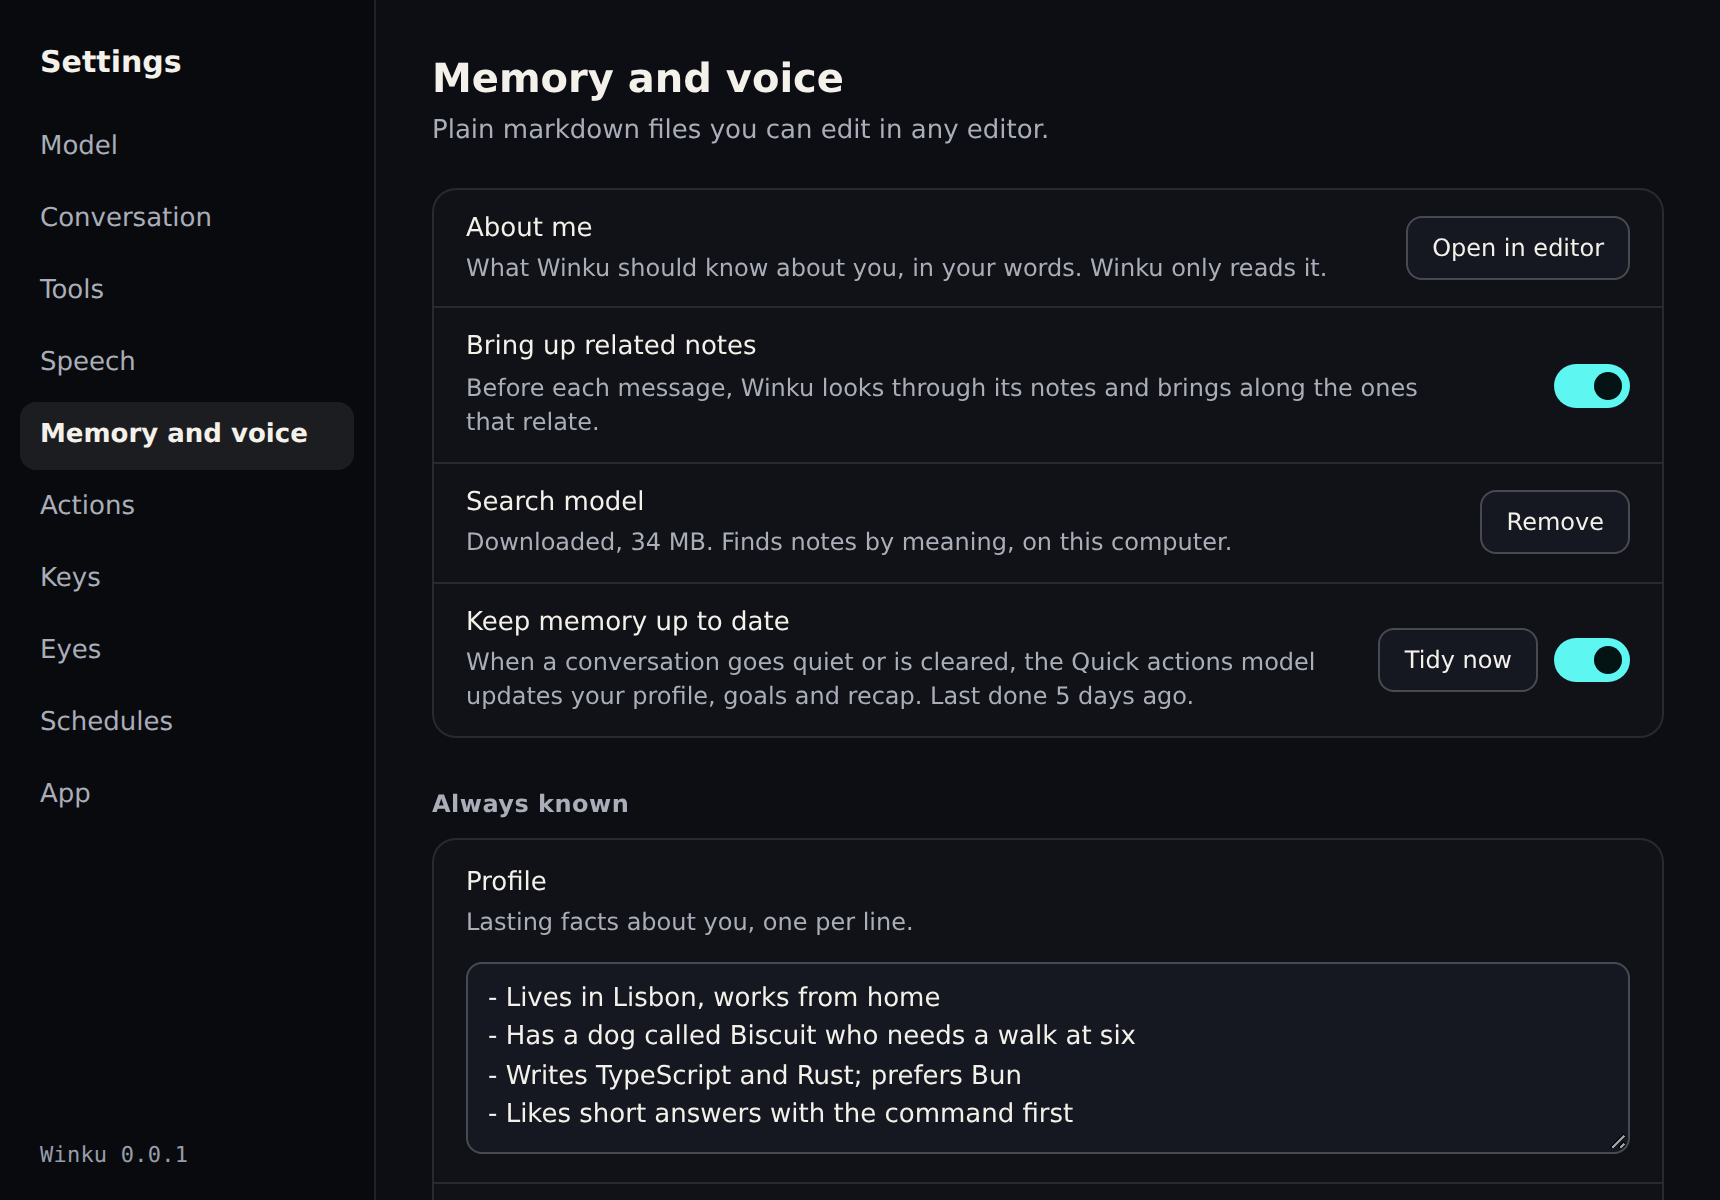 Settings
Model
Conversation
Tools
Speech
Memory and voice
Actions
Keys
Eyes
Schedules
App
Winku 0.0.1
Memory and voice
Plain markdown files you can edit in any editor.
About me
What Winku should know about you, in your words. Winku only reads it.
Open in editor
Bring up related notes
Before each message, Winku looks through its notes and brings along the ones
that relate.
Search model
Downloaded, 34 MB. Finds notes by meaning, on this computer.
Remove
Keep memory up to date
When a conversation goes quiet or is cleared, the Quick actions model
updates your profile, goals and recap. Last done 5 days ago.
Tidy now
Always known
Profile
Lasting facts about you, one per line.
- Lives in Lisbon, works from home
- Has a dog called Biscuit who needs a walk at six
- Writes TypeScript and Rust; prefers Bun
- Likes short answers with the command first